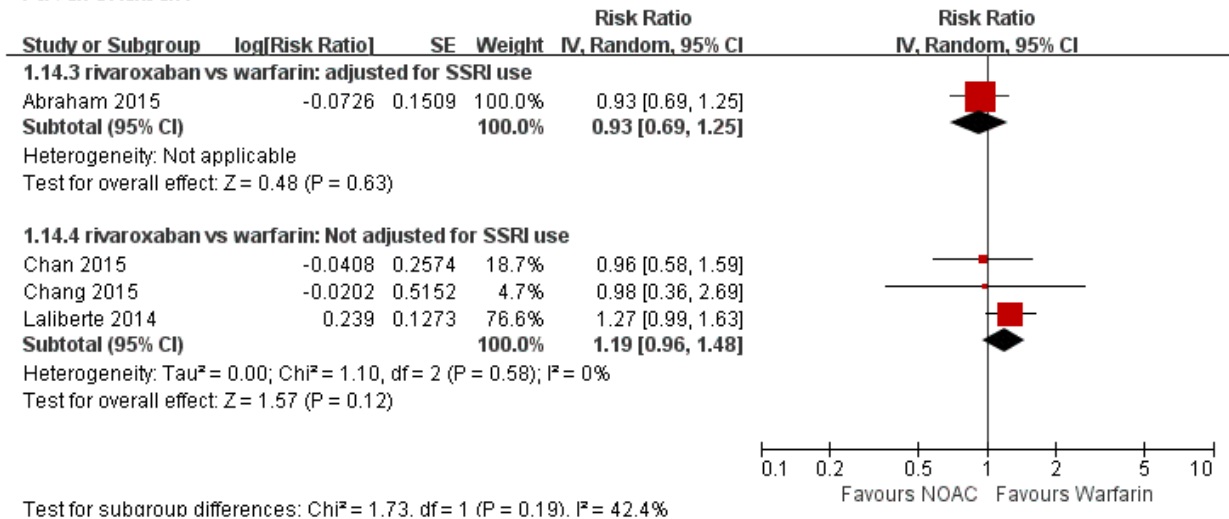 Risk Ratio Risk Ratio
Study or Subgroup log[Risk Ratio] SE Weight IV, Random, 95% CI IV, Random, 95% CI
1.14.3 rivaroxaban vs warfarin: adjusted for SSRI use
Abraham 2015 -0.0726 0.1509 100.0% 0.93 [0.69, 1.25]
Subtotal (95% CI) 100.0% 0.93 [0.69, 1.25]
Heterogeneity: Not applicable
Test for overall effect: Z = 0.48 (P = 0.63)
1.14.4 rivaroxaban vs warfarin: Not adjusted for SSRI use
Chan 2015 -0.0408 0.2574 18.7% 0.96 [0.58, 1.59]
Chang 2015 -0.0202 0.5152 4.7% 0.98 [0.36, 2.69]
Laliberte 2014 0.239 0.1273 76.6% 1.27 [0.99, 1.63]
Subtotal (95% CI) 100.0% 1.19 [0.96, 1.48]
Heterogeneity: Tau² = 0.00; Chi² = 1.10, df = 2 (P = 0.58); I² = 0%
Test for overall effect: Z = 1.57 (P = 0.12)
0.1 0.2 0.5 1 2 5 10
Favours NOAC Favours Warfarin
Test for subgroup differences: Chi² = 1.73, df = 1 (P = 0.19), I² = 42.4%